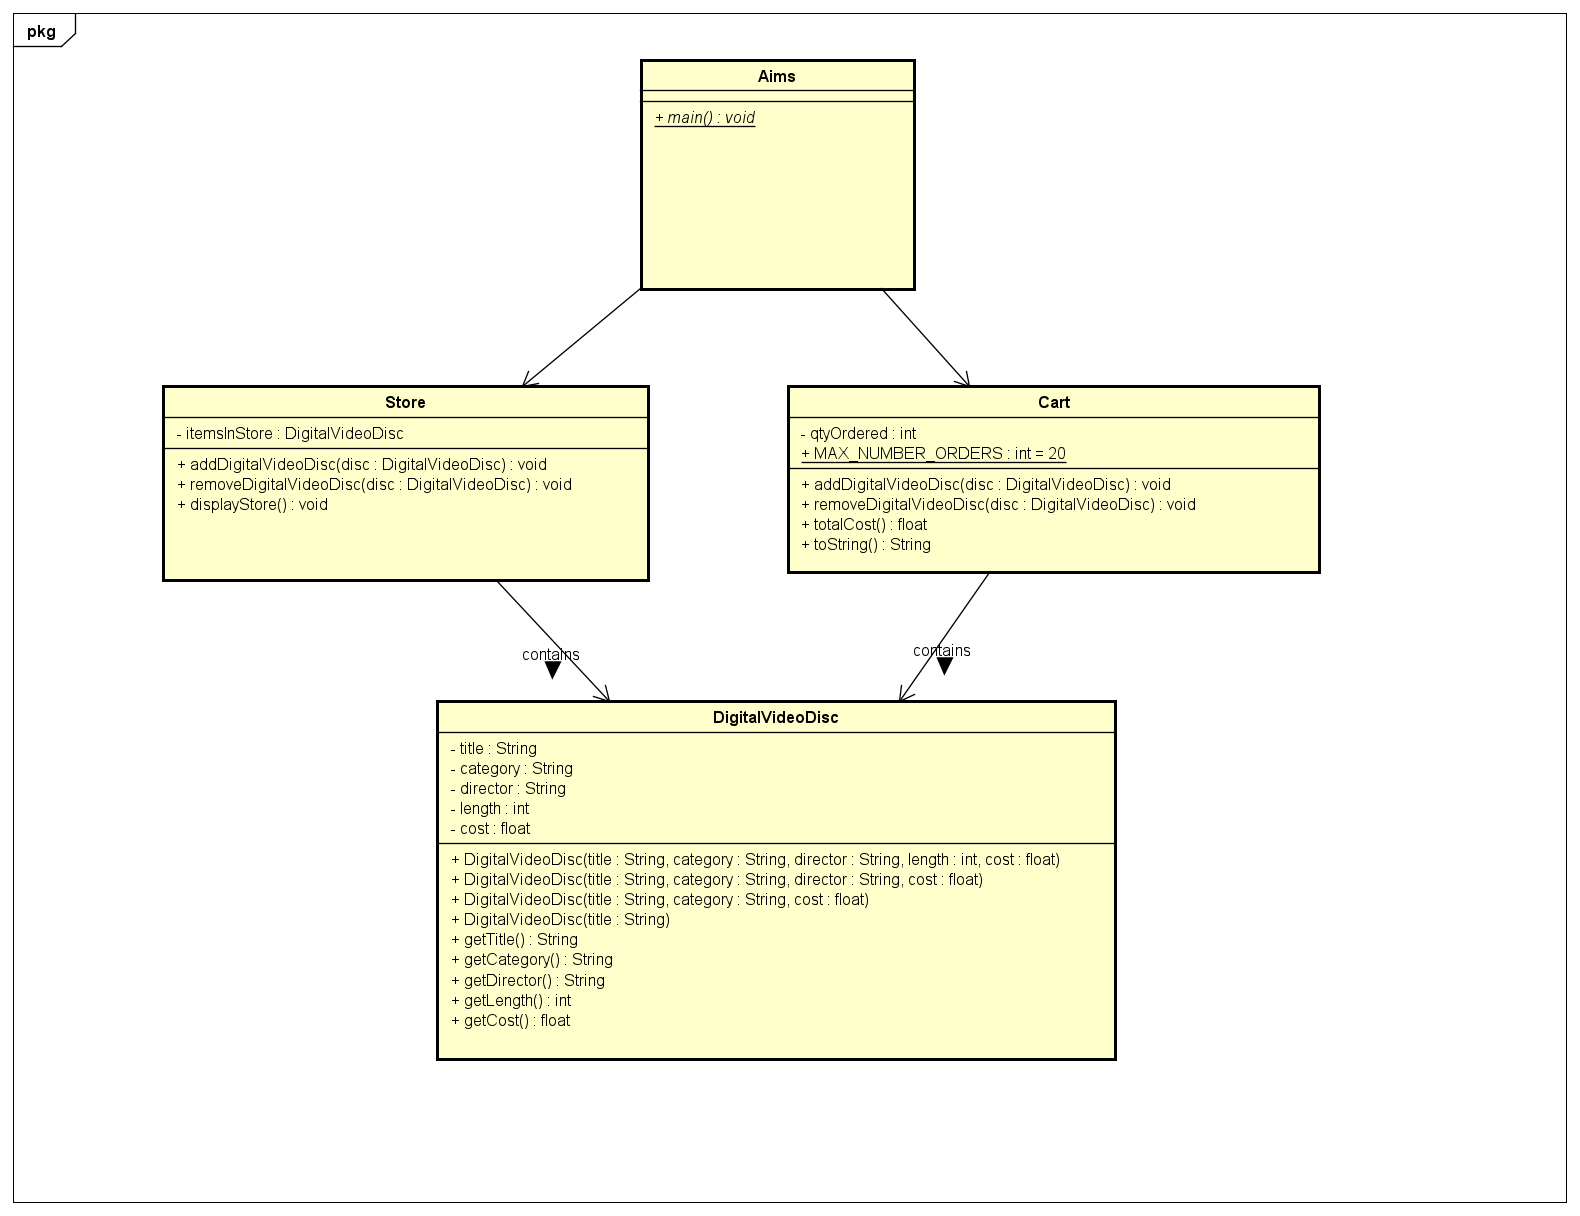 pkg
Aims
+ main() : void
Store
- itemsInStore : DigitalVideoDisc
+ addDigitalVideoDisc(disc : DigitalVideoDisc) : void
+ removeDigitalVideoDisc(disc : DigitalVideoDisc) : void
+ displayStore() : void
Cart
- qtyOrdered : int
+ MAX_NUMBER_ORDERS : int = 20
+ addDigitalVideoDisc(disc : DigitalVideoDisc) : void
+ removeDigitalVideoDisc(disc : DigitalVideoDisc) : void
+ totalCost() : float
+ toString() : String
contains
contains
DigitalVideoDisc
- title : String
- category : String
- director : String
- length : int
- cost : float
+ DigitalVideoDisc(title : String, category : String, director : String, length : int, cost : float)
+ DigitalVideoDisc(title : String, category : String, director : String, cost : float)
+ DigitalVideoDisc(title : String, category : String, cost : float)
+ DigitalVideoDisc(title : String)
+ getTitle() : String
+ getCategory() : String
+ getDirector() : String
+ getLength() : int
+ getCost() : float